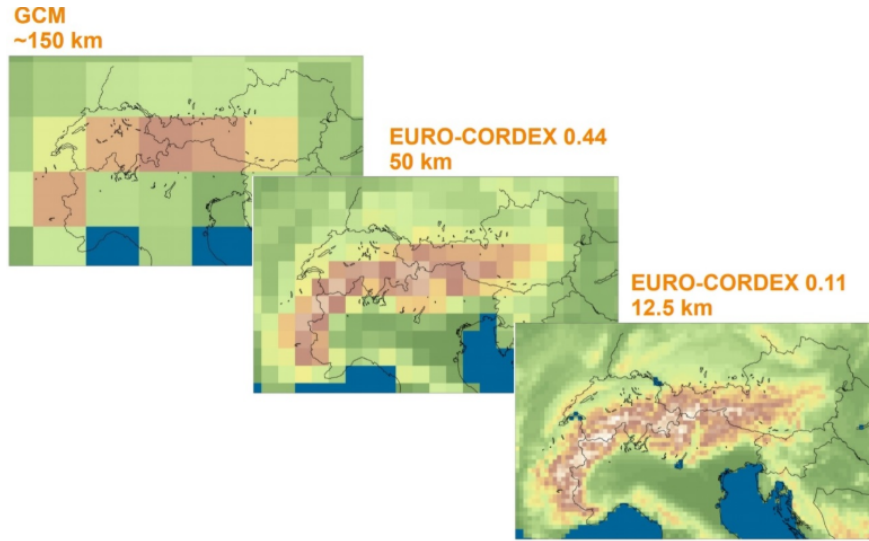 GCM
~150 km
EURO-CORDEX 0.44
50 km
EURO-CORDEX 0.11
12.5 km